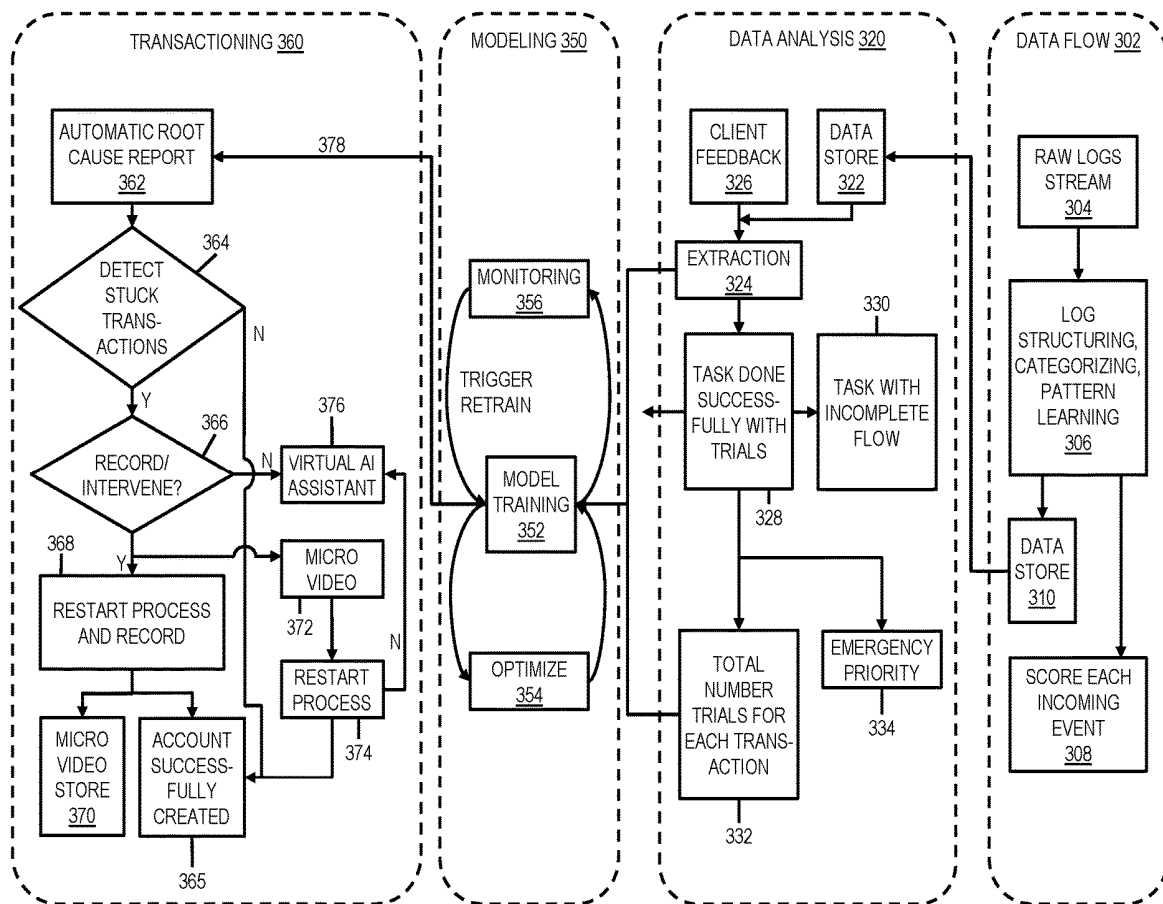 TRANSACTIONING 360
AUTOMATIC ROOT
CAUSE REPORT
362
378
364
DETECT
STUCK
TRANS-
ACTIONS
N
Y
366
RECORD/
INTERVENE?
N
376
VIRTUAL AI
ASSISTANT
368
Y
RESTART PROCESS
AND RECORD
MICRO
VIDEO
372
N
RESTART
PROCESS
374
MICRO
VIDEO
STORE
370
ACCOUNT
SUCCESS-
FULLY
CREATED
365
MODELING 350
MONITORING
356
TRIGGER
RETRAIN
MODEL
TRAINING
352
OPTIMIZE
354
DATA ANALYSIS 320
CLIENT
FEEDBACK
326
DATA
STORE
322
EXTRACTION
324
330
TASK DONE
SUCCESS-
FULLY WITH
TRIALS
328
TASK WITH
INCOMPLETE
FLOW
TOTAL
NUMBER
TRIALS FOR
EACH TRANS-
ACTION
332
EMERGENCY
PRIORITY
334
DATA FLOW 302
RAW LOGS
STREAM
304
LOG
STRUCTURING,
CATEGORIZING,
PATTERN
LEARNING
306
DATA
STORE
310
SCORE EACH
INCOMING
EVENT
308